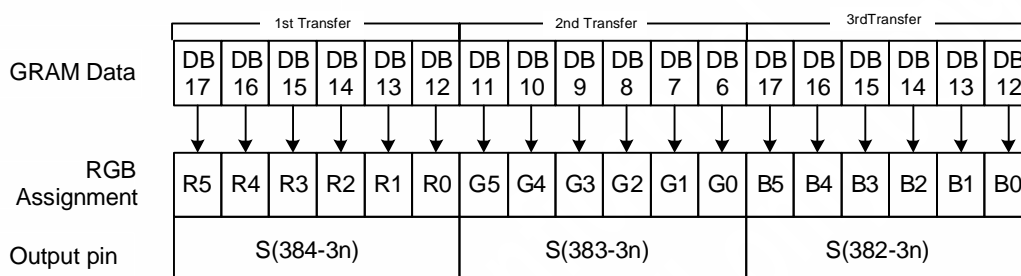 1st Transfer 2nd Transfer 3rdTransfer
GRAM Data
DB 17 DB 16 DB 15 DB 14 DB 13 DB 12 DB 11 DB 10 DB 9 DB 8 DB 7 DB 6 DB 17 DB 16 DB 15 DB 14 DB 13 DB 12
RGB Assignment
R5 R4 R3 R2 R1 R0 G5 G4 G3 G2 G1 G0 B5 B4 B3 B2 B1 B0
Output pin S(384-3n) S(383-3n) S(382-3n)